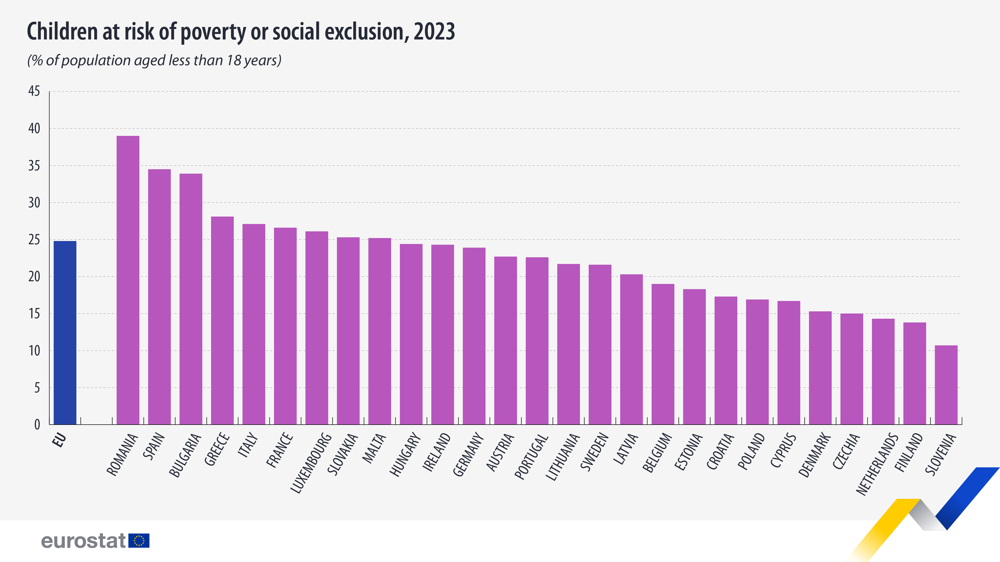 Children at risk of poverty or social exclusion, 2023
(% of population aged less than 18 years)
45
40
35
30
25
20
15
10
5
0
EU
ROMANIA
SPAIN
BULGARIA
GREECE
ITALY
FRANCE
LUXEMBOURG
SLOVAKIA
MALTA
HUNGARY
IRELAND
GERMANY
AUSTRIA
PORTUGAL
LITHUANIA
SWEDEN
LATVIA
BELGIUM
ESTONIA
CROATIA
POLAND
CYPRUS
DENMARK
CZECHIA
NETHERLANDS
FINLAND
SLOVENIA
eurostat